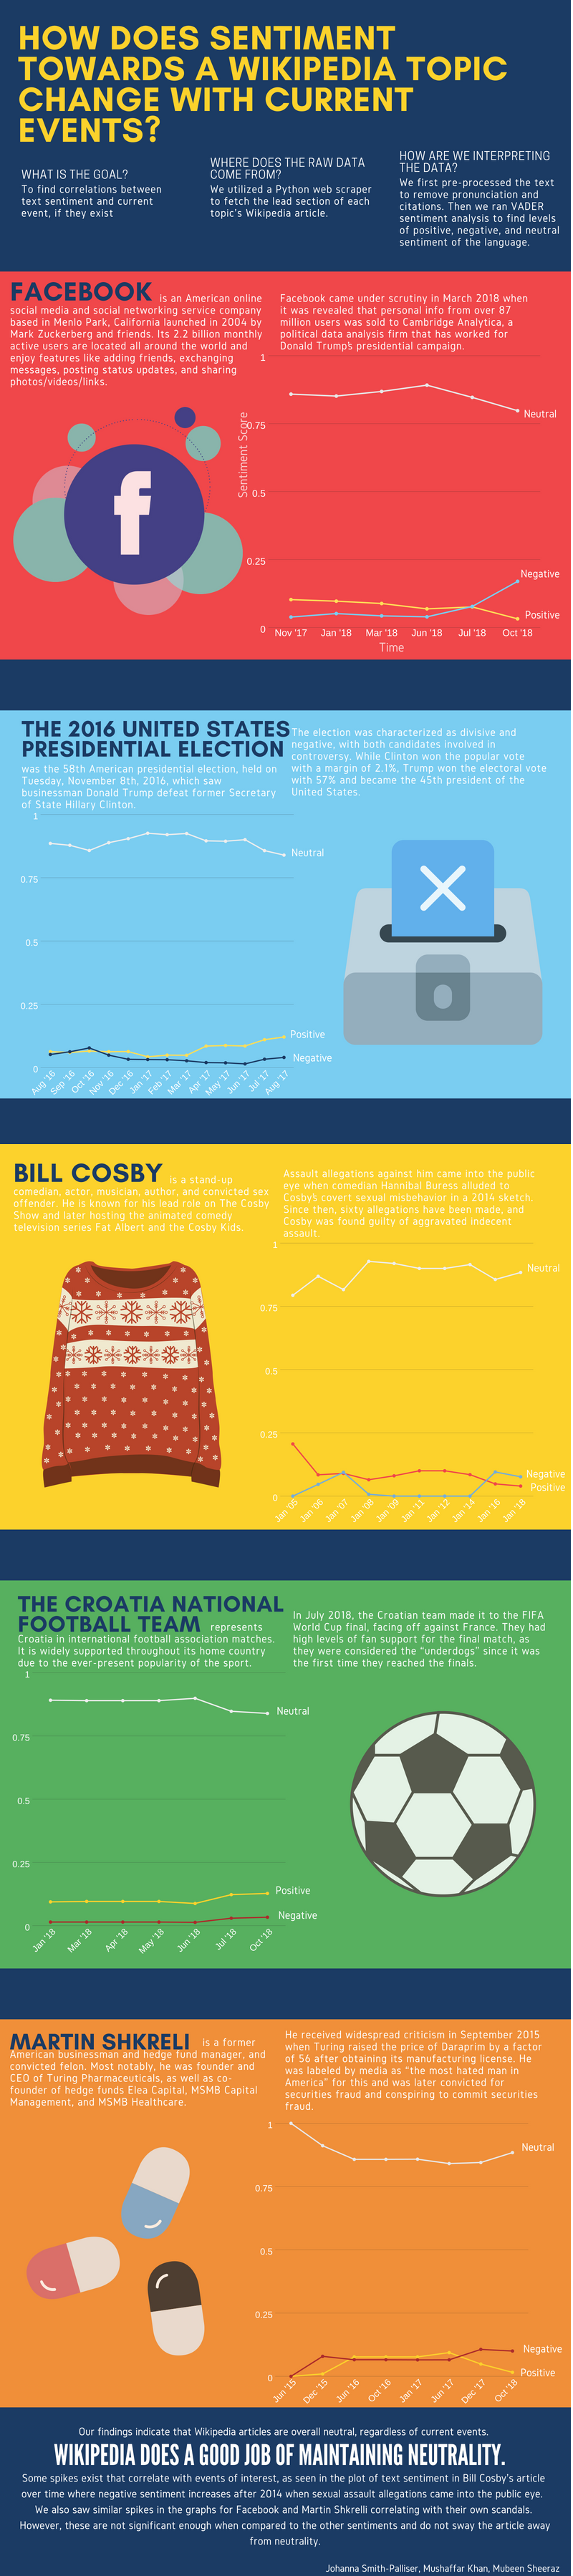 HOW DOES SENTIMENT
TOWARDS A WIKIPEDIA TOPIC
CHANGE WITH CURRENT
EVENTS?
WHAT IS THE GOAL?
To find correlations between
text sentiment and current
event, if they exist
WHERE DOES THE RAW DATA
COME FROM?
We utilized a Python web scraper
to fetch the lead section of each
topic's Wikipedia article.
HOW ARE WE INTERPRETING
THE DATA?
We first pre-processed the text
to remove pronunciation and
citations. Then we ran VADER
sentiment analysis to find levels
of positive, negative, and neutral
sentiment of the language.
FACEBOOK is an American online
social media and social networking service company
based in Menlo Park, California launched in 2004 by
Mark Zuckerberg and friends. Its 2.2 billion monthly
active users are located all around the world and
enjoy features like adding friends, exchanging
messages, posting status updates, and sharing
photos/videos/links.
Facebook came under scrutiny in March 2018 when
it was revealed that personal info from over 87
million users was sold to Cambridge Analytica, a
political data analysis firm that has worked for
Donald Trump's presidential campaign.
1
0.75
0.5
0.25
0
Sentiment Score
Neutral
Negative
Positive
Nov '17 Jan '18 Mar '18 Jun '18 Jul '18 Oct '18
Time
THE 2016 UNITED STATES
PRESIDENTIAL ELECTION
was the 58th American presidential election, held on
Tuesday, November 8th, 2016, which saw
businessman Donald Trump defeat former Secretary
of State Hillary Clinton.
The election was characterized as divisive and
negative, with both candidates involved in
controversy. While Clinton won the popular vote
with a margin of 2.1%, Trump won the electoral vote
with 57% and became the 45th president of the
United States.
1
0.75
0.5
0.25
0
Neutral
Positive
Negative
Aug '16 Sep '16 Oct '16 Nov '16 Dec '16 Jan '17 Feb '17 Mar '17 Apr '17 May '17 Jun '17 Jul '17 Aug '17
BILL COSBY is a stand-up
comedian, actor, musician, author, and convicted sex
offender. He is known for his lead role on The Cosby
Show and later hosting the animated comedy
television series Fat Albert and the Cosby Kids.
Assault allegations against him came into the public
eye when comedian Hannibal Buress alluded to
Cosby's covert sexual misbehavior in a 2014 sketch.
Since then, sixty allegations have been made, and
Cosby was found guilty of aggravated indecent
assault.
1
0.75
0.5
0.25
0
Neutral
Negative
Positive
Jan '05 Jan '06 Jan '07 Jan '08 Jan '09 Jan '11 Jan '12 Jan '14 Jan '16 Jan '18
THE CROATIA NATIONAL
FOOTBALL TEAM represents
Croatia in international football association matches.
It is widely supported throughout its home country
due to the ever-present popularity of the sport.
In July 2018, the Croatian team made it to the FIFA
World Cup final, facing off against France. They had
high levels of fan support for the final match, as
they were considered the "underdogs" since it was
the first time they reached the finals.
1
0.75
0.5
0.25
0
Neutral
Positive
Negative
Jan '18 Mar '18 Apr '18 May '18 Jun '18 Jul '18 Oct '18
MARTIN SHKRELI is a former
American businessman and hedge fund manager, and
convicted felon. Most notably, he was founder and
CEO of Turing Pharmaceuticals, as well as co-
founder of hedge funds Elea Capital, MSMB Capital
Management, and MSMB Healthcare.
He received widespread criticism in September 2015
when Turing raised the price of Daraprim by a factor
of 56 after obtaining its manufacturing license. He
was labeled by media as "the most hated man in
America" for this and was later convicted for
securities fraud and conspiring to commit securities
fraud.
1
0.75
0.5
0.25
0
Neutral
Negative
Positive
Jun '15 Dec '15 Jun '16 Oct '16 Jan '17 Jun '17 Dec '17 Oct '18
Our findings indicate that Wikipedia articles are overall neutral, regardless of current events.
WIKIPEDIA DOES A GOOD JOB OF MAINTAINING NEUTRALITY.
Some spikes exist that correlate with events of interest, as seen in the plot of text sentiment in Bill Cosby's article
over time where negative sentiment increases after 2014 when sexual assault allegations came into the public eye.
We also saw similar spikes in the graphs for Facebook and Martin Shkrelli correlating with their own scandals.
However, these are not significant enough when compared to the other sentiments and do not sway the article away
from neutrality.
Johanna Smith-Palliser, Mushaffar Khan, Mubeen Sheeraz